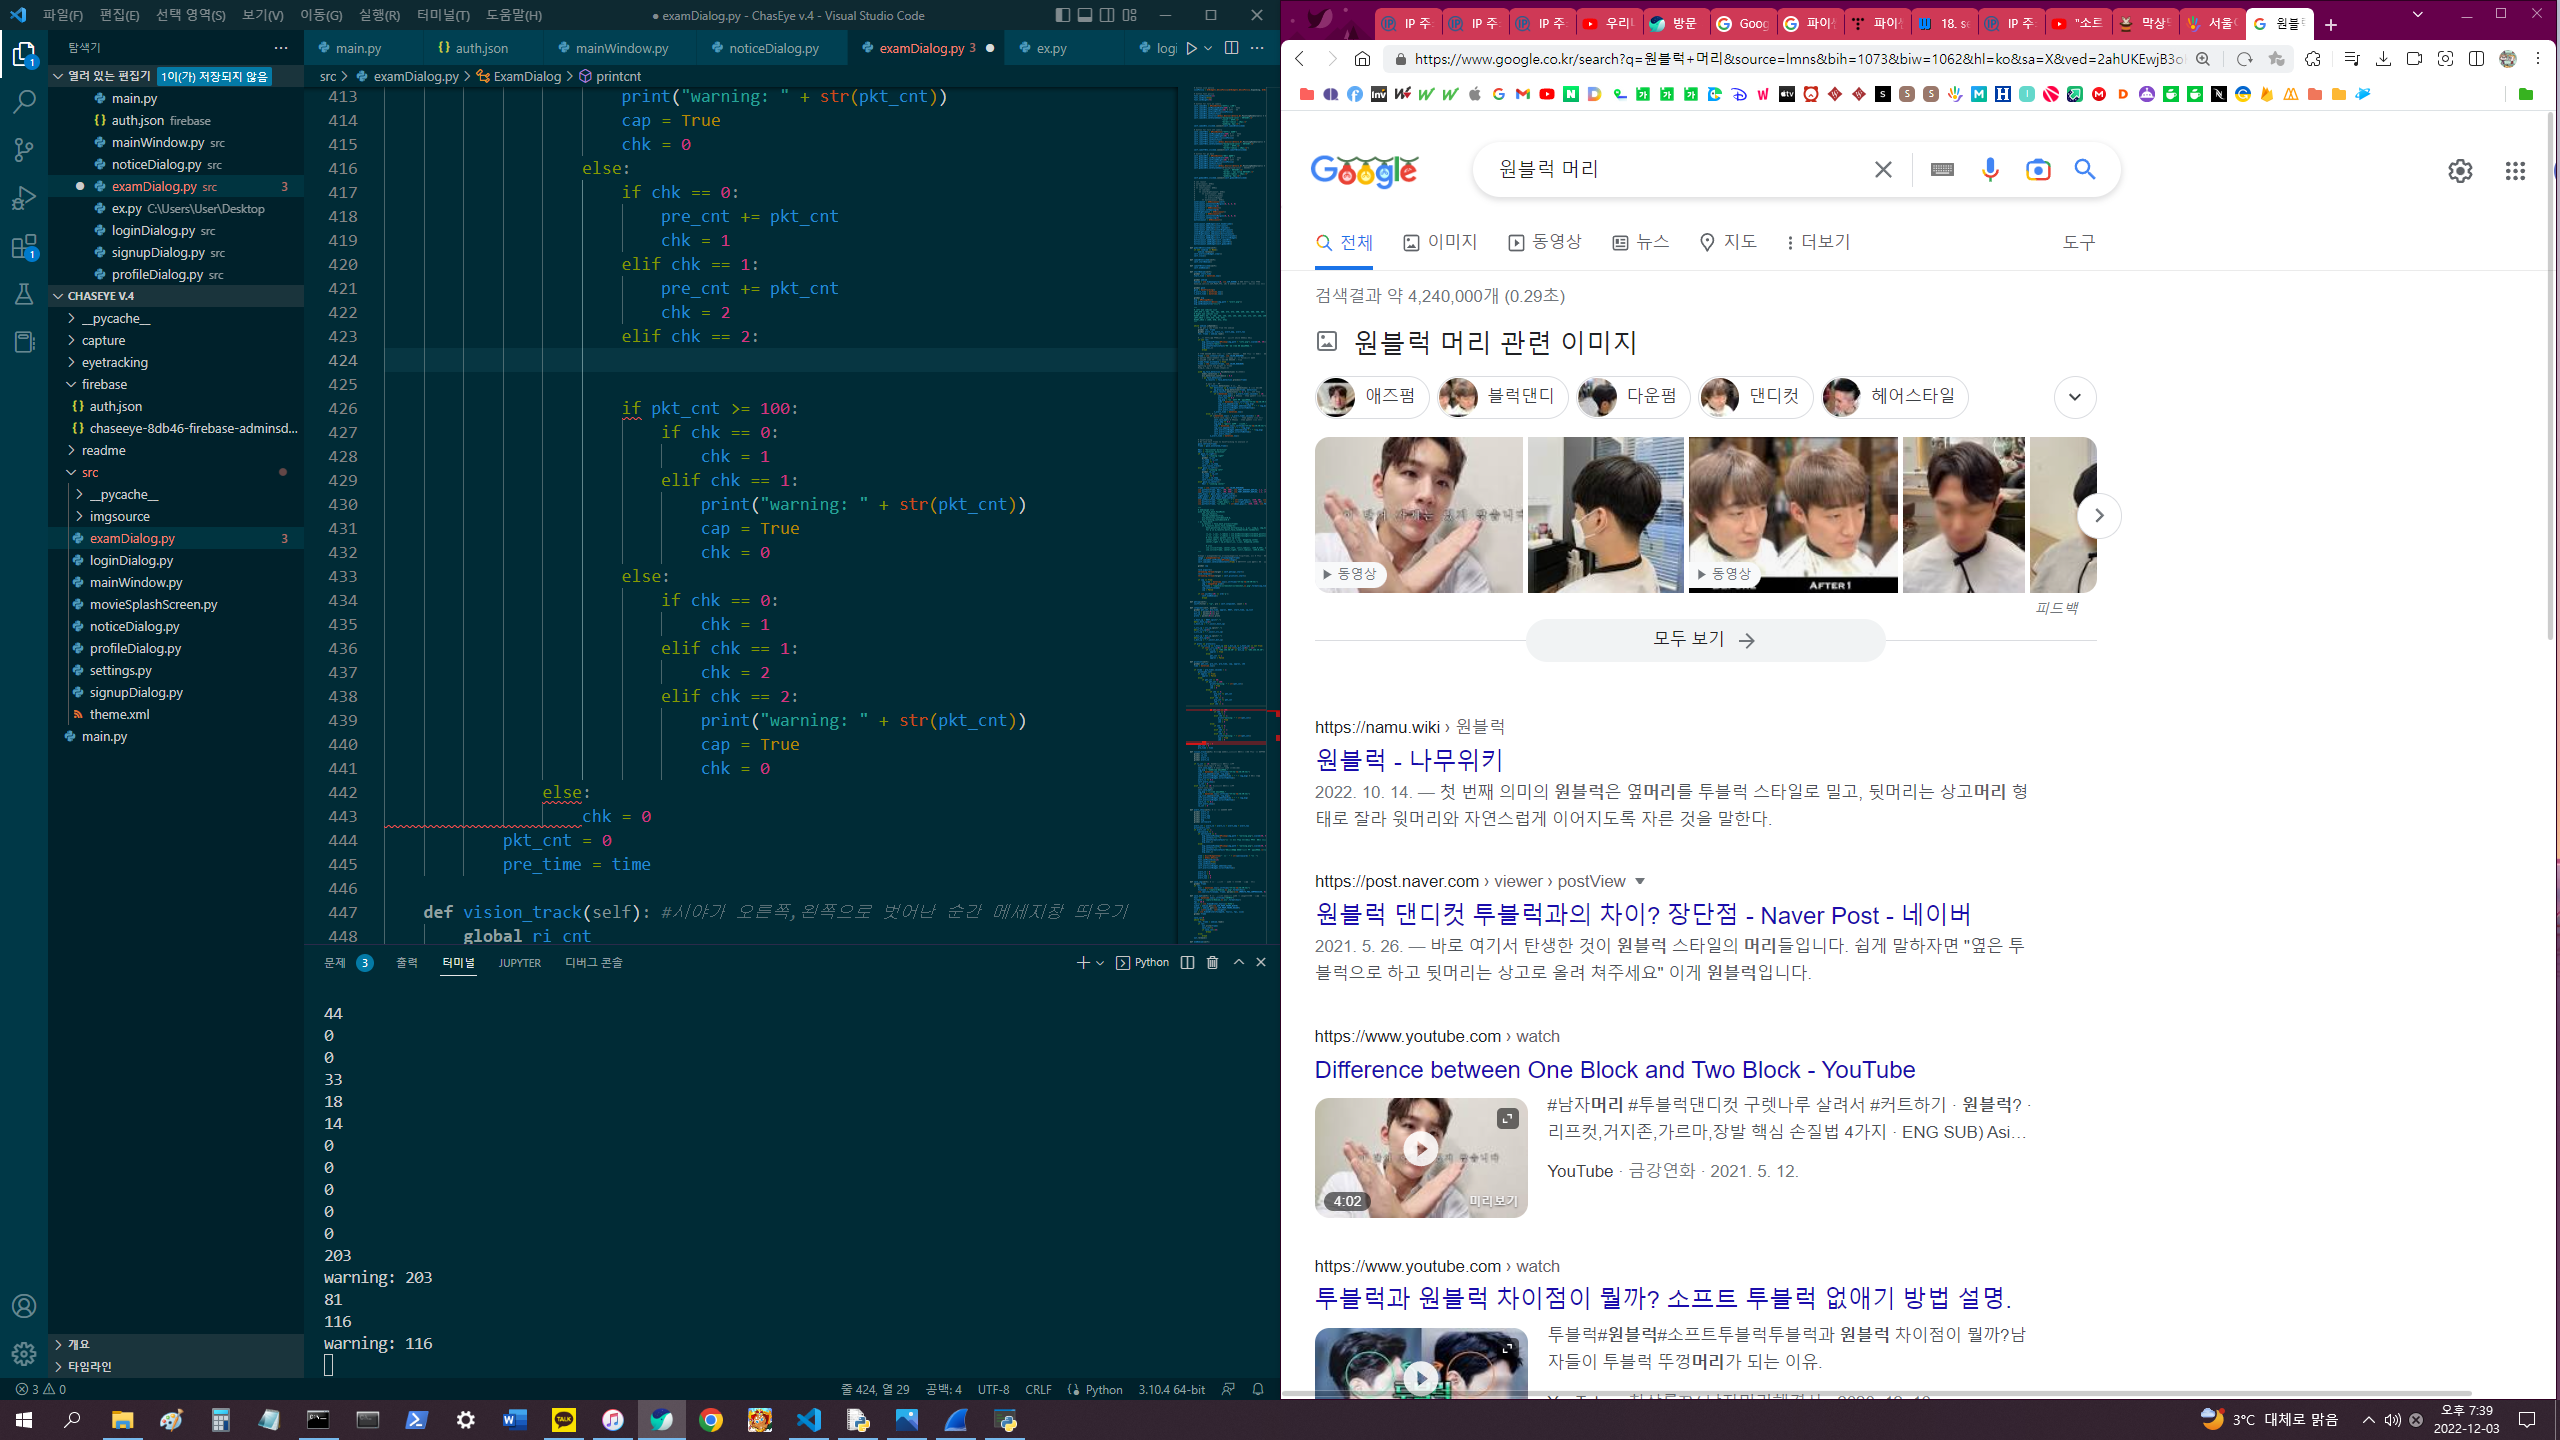 파일(F) 편집(E) 선택 영역(S) 보기(V) 이동(G) 실행(R) 터미널(T) 도움말(H)
● examDialog.py - ChasEye v.4 - Visual Studio Code
탐색기
열려 있는 편집기 1이(가) 저장되지 않음
main.py
auth.json firebase
mainWindow.py src
noticeDialog.py src
examDialog.py src 3
ex.py C:\Users\User\Desktop
loginDialog.py src
signupDialog.py src
profileDialog.py src
CHASEYE V.4
__pycache__
capture
eyetracking
firebase
auth.json
chaseeye-8db46-firebase-adminsd...
readme
src
__pycache__
imgsource
examDialog.py 3
loginDialog.py
mainWindow.py
movieSplashScreen.py
noticeDialog.py
profileDialog.py
settings.py
signupDialog.py
theme.xml
main.py
개요
타임라인
main.py auth.json mainWindow.py noticeDialog.py examDialog.py 3 ● ex.py logi
src > examDialog.py > ExamDialog > printcnt
413 print("warning: " + str(pkt_cnt))
414 cap = True
415 chk = 0
416 else:
417 if chk == 0:
418 pre_cnt += pkt_cnt
419 chk = 1
420 elif chk == 1:
421 pre_cnt += pkt_cnt
422 chk = 2
423 elif chk == 2:
424
425
426 if pkt_cnt >= 100:
427 if chk == 0:
428 chk = 1
429 elif chk == 1:
430 print("warning: " + str(pkt_cnt))
431 cap = True
432 chk = 0
433 else:
434 if chk == 0:
435 chk = 1
436 elif chk == 1:
437 chk = 2
438 elif chk == 2:
439 print("warning: " + str(pkt_cnt))
440 cap = True
441 chk = 0
442 else:
443 chk = 0
444 pkt_cnt = 0
445 pre_time = time
446
447 def vision_track(self): #시야가 오른쪽,왼쪽으로 벗어난 순간 메세지창 띄우기
448 global ri_cnt
문제 3 출력 터미널 JUPYTER 디버그 콘솔
Python
44
0
0
33
18
14
0
0
0
0
0
203
warning: 203
81
116
warning: 116
3 0
줄 424, 열 29 공백: 4 UTF-8 CRLF Python 3.10.4 64-bit
IP 주 IP 주 IP 주 우리 방문 Goog 파이 파이 18. se IP 주 "소트 막상 서울 원블
https://www.google.co.kr/search?q=원블럭+머리&source=lmns&bih=1073&biw=1062&hl=ko&sa=X&ved=2ahUKEwjB3o
Google
원블럭 머리
전체 이미지 동영상 뉴스 지도 더보기 도구
검색결과 약 4,240,000개 (0.29초)
원블럭 머리 관련 이미지
애즈펌 블럭댄디 다운펌 댄디컷 헤어스타일
동영상
동영상
AFTER1
피드백
모두 보기
https://namu.wiki › 원블럭
원블럭 - 나무위키
2022. 10. 14. — 첫 번째 의미의 원블럭은 옆머리를 투블럭 스타일로 밀고, 뒷머리는 상고머리 형
태로 잘라 윗머리와 자연스럽게 이어지도록 자른 것을 말한다.
https://post.naver.com › viewer › postView
원블럭 댄디컷 투블럭과의 차이? 장단점 - Naver Post - 네이버
2021. 5. 26. — 바로 여기서 탄생한 것이 원블럭 스타일의 머리들입니다. 쉽게 말하자면 "옆은 투
블럭으로 하고 뒷머리는 상고로 올려 쳐주세요" 이게 원블럭입니다.
https://www.youtube.com › watch
Difference between One Block and Two Block - YouTube
#남자머리 #투블럭댄디컷 구렛나루 살려서 #커트하기 · 원블럭? ·
리프컷,거지존,가르마,장발 핵심 손질법 4가지 · ENG SUB) Asi...
YouTube · 금강연화 · 2021. 5. 12.
4:02
미리보기
https://www.youtube.com › watch
투블럭과 원블럭 차이점이 뭘까? 소프트 투블럭 없애기 방법 설명.
투블럭#원블럭#소프트투블럭투블럭과 원블럭 차이점이 뭘까?남
자들이 투블럭 뚜껑머리가 되는 이유.
3°C 대체로 맑음
오후 7:39
2022-12-03